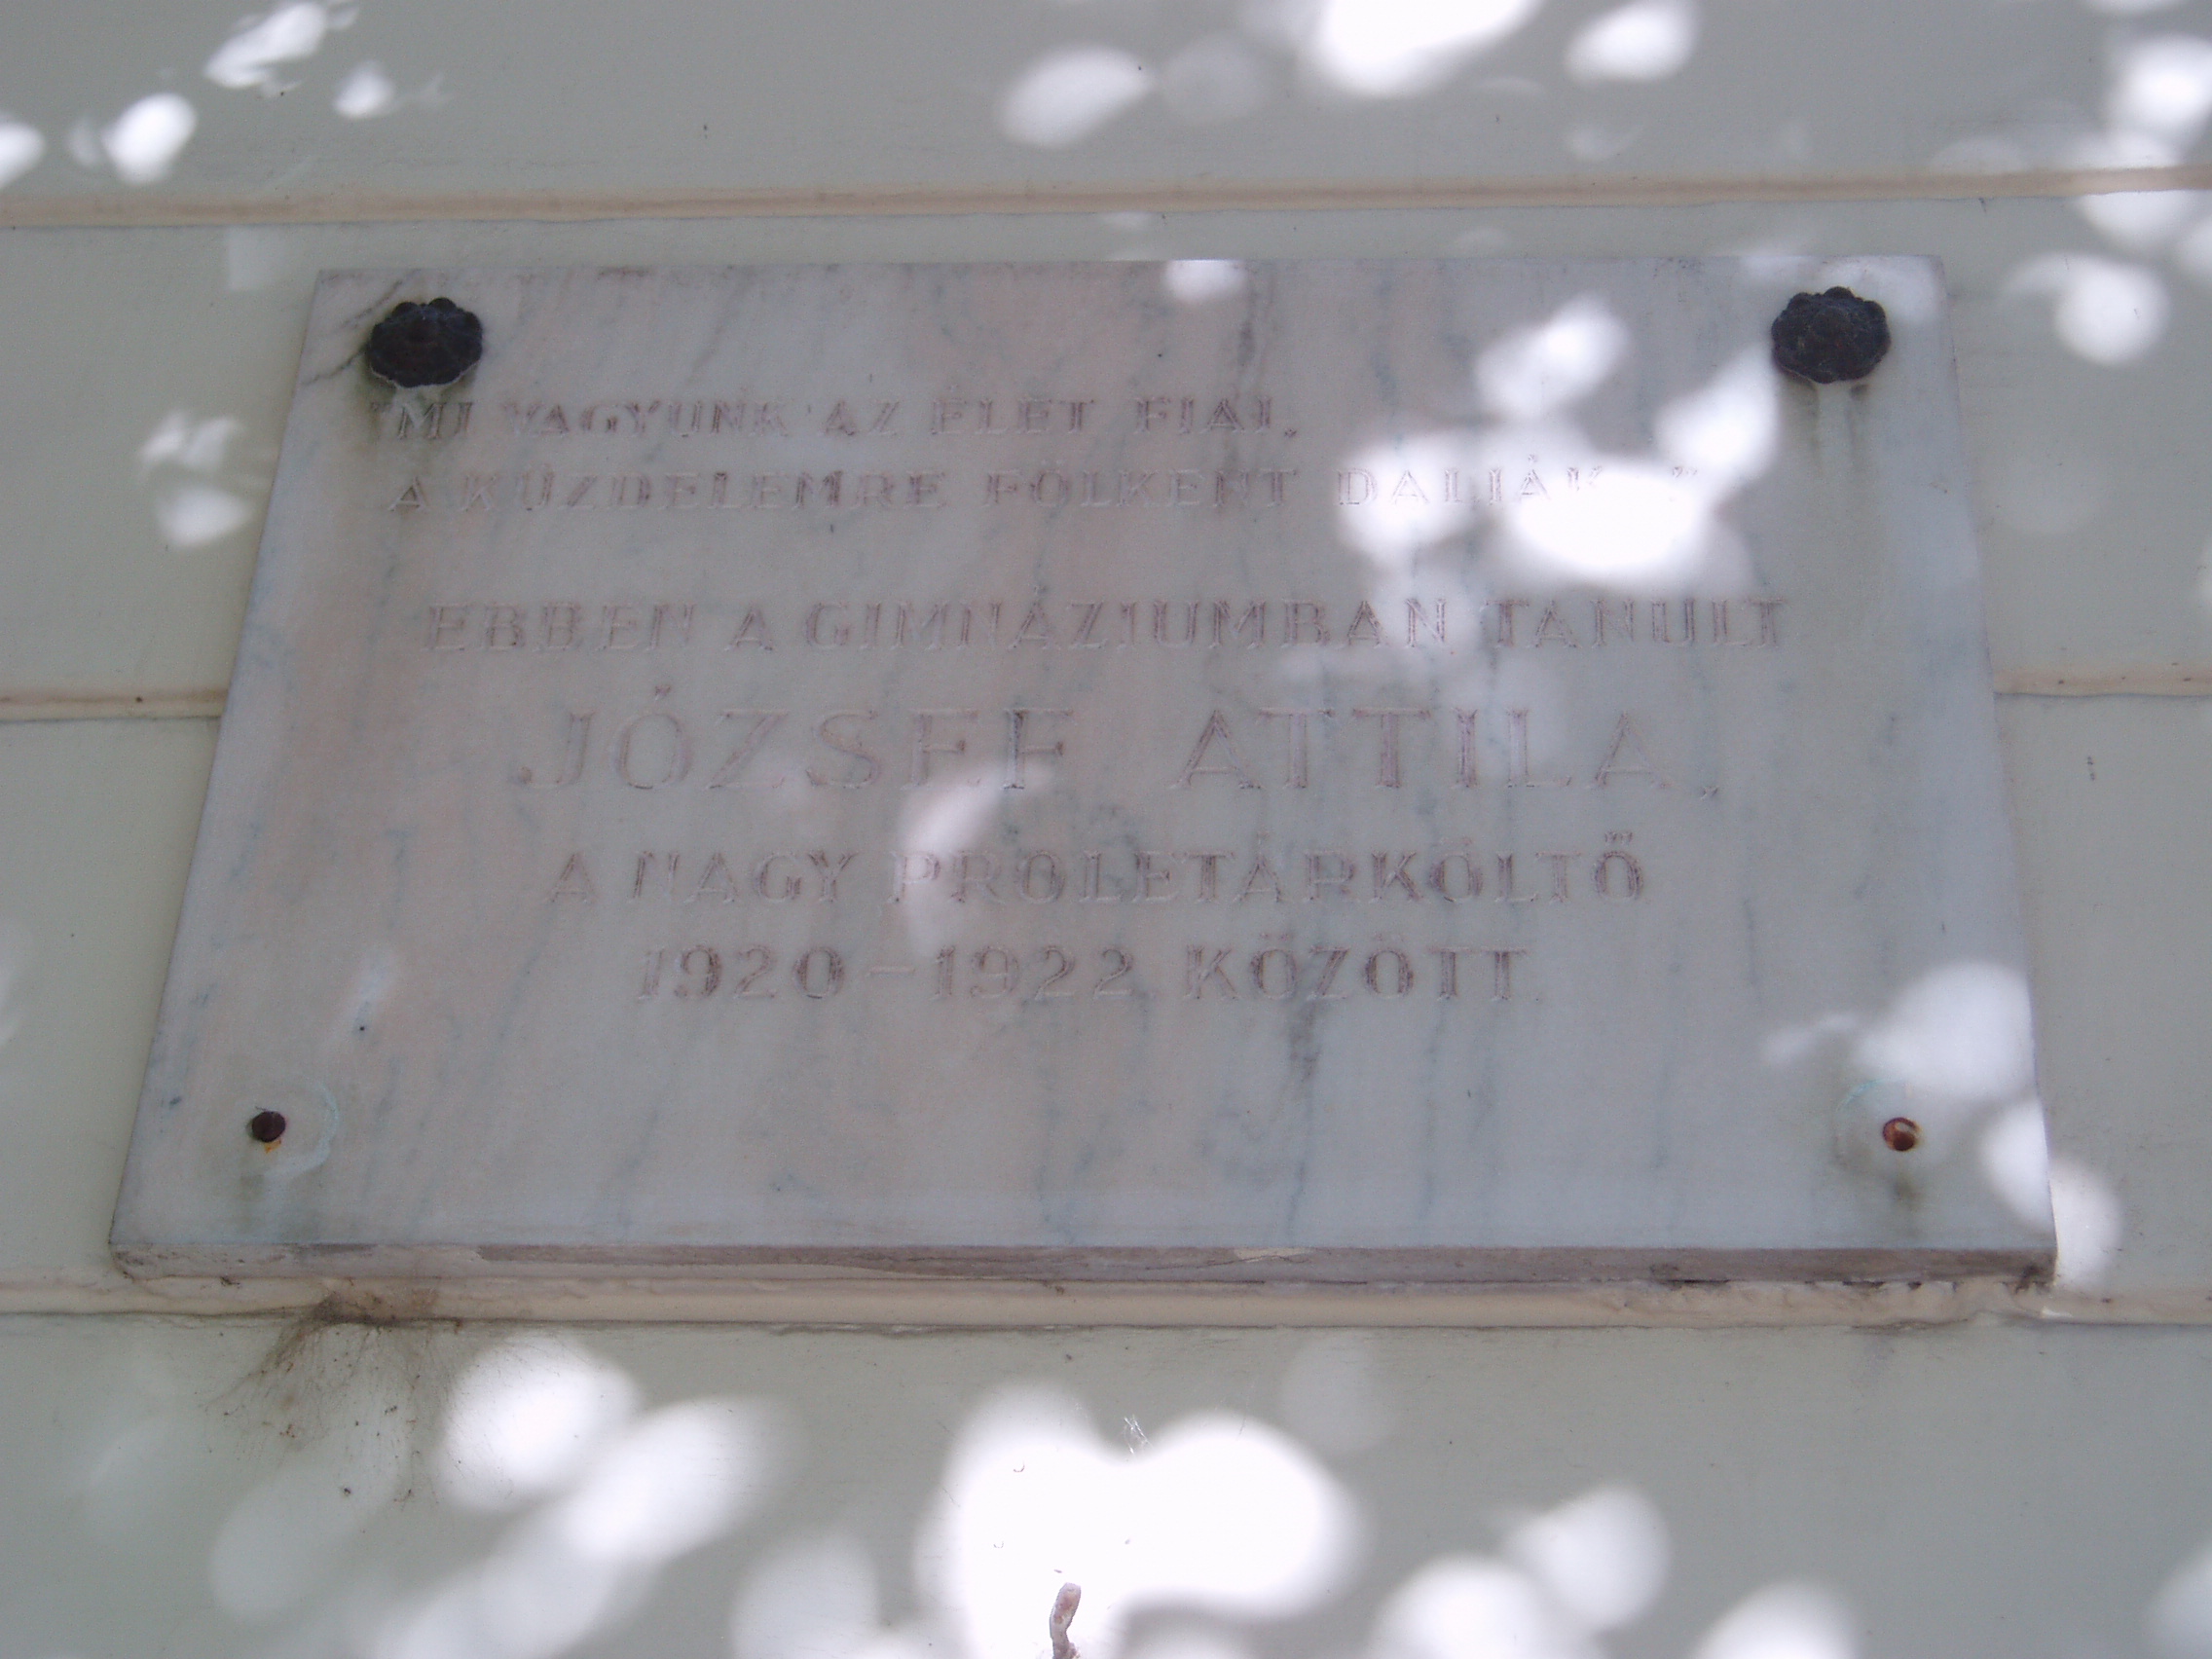 "MI VAGYUNK AZ ÉLET FIAI,
A KÜZDELEMRE FÖLKENT DALIÁK..."
EBBEN A GIMNÁZIUMBAN TANULT
JÓZSEF ATTILA,
A NAGY PROLETÁRKÖLTŐ
1920-1922 KÖZÖTT.